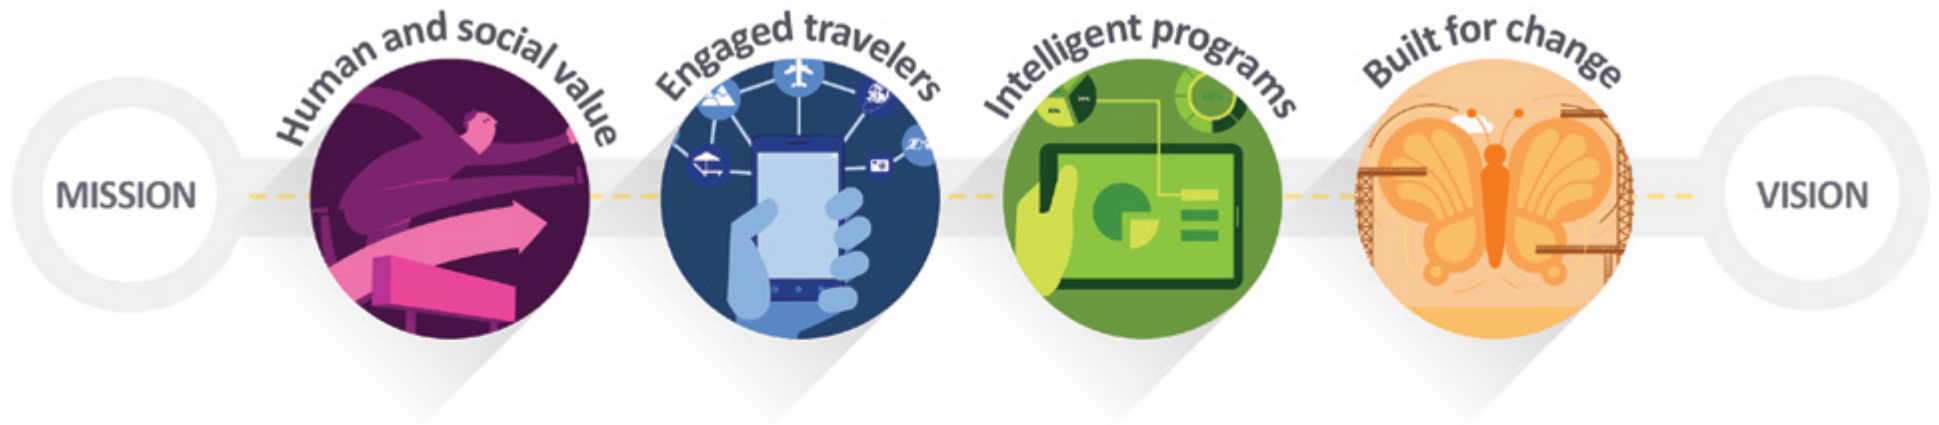 MISSION
Human and social value
Engaged travelers
Intelligent programs
Built for change
VISION